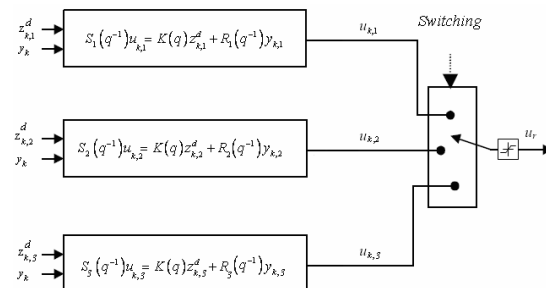 Switching
z^d_{k,1}
y_k
S_1(q^{-1})u_{k,1} = K(q)z^d_{k,1} + R_1(q^{-1})y_{k,1}
u_{k,1}
z^d_{k,2}
y_k
S_2(q^{-1})u_{k,2} = K(q)z^d_{k,2} + R_2(q^{-1})y_{k,2}
u_{k,2}
u_r
z^d_{k,3}
y_k
S_3(q^{-1})u_{k,3} = K(q)z^d_{k,3} + R_3(q^{-1})y_{k,3}
u_{k,3}